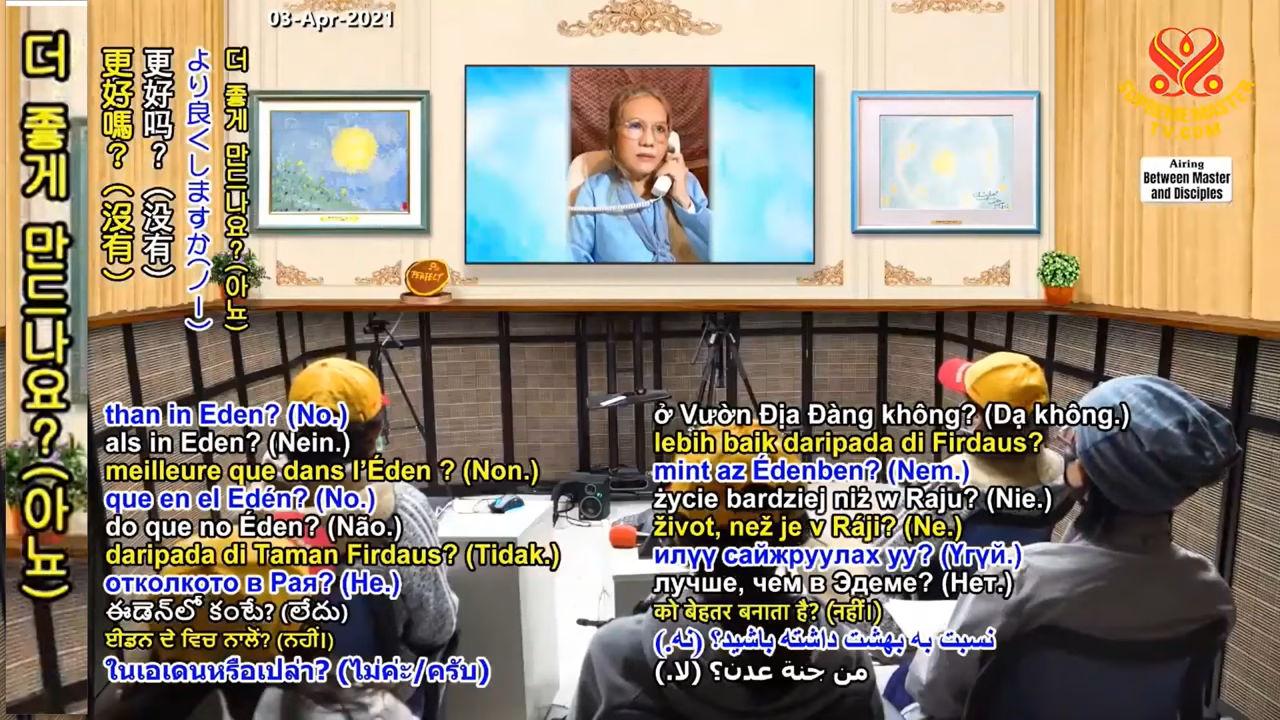 03-Apr-2021
더 좋게 만드나요?(아뇨)
更好嗎？（沒有）
更好吗？（没有）
より良くしますか(ノー)
더 좋게 만드나요?(아뇨)
SUPREME MASTER
TV.COM
Airing
Between Master
and Disciples
PERFECT
than in Eden? (No.)
als in Eden? (Nein.)
meilleure que dans l’Éden ? (Non.)
que en el Edén? (No.)
do que no Éden? (Não.)
daripada di Taman Firdaus? (Tidak.)
отколкото в Рая? (Не.)
ఈడెన్‌లో కంటే? (లేదు)
ਈਡਨ ਦੇ ਵਿਚ ਨਾਲੋਂ? (ਨਹੀਂ।)
ในเอเดนหรือเปล่า? (ไม่ค่ะ/ครับ)
ở Vườn Địa Đàng không? (Dạ không.)
lebih baik daripada di Firdaus?
mint az Édenben? (Nem.)
życie bardziej niż w Raju? (Nie.)
život, než je v Ráji? (Ne.)
илүү сайжруулах уу? (Үгүй.)
лучше, чем в Эдеме? (Нет.)
को बेहतर बनाता है? (नहीं।)
نسبت به بهشت داشته باشید؟ (نه.)
من جنة عدن؟ (لا.)